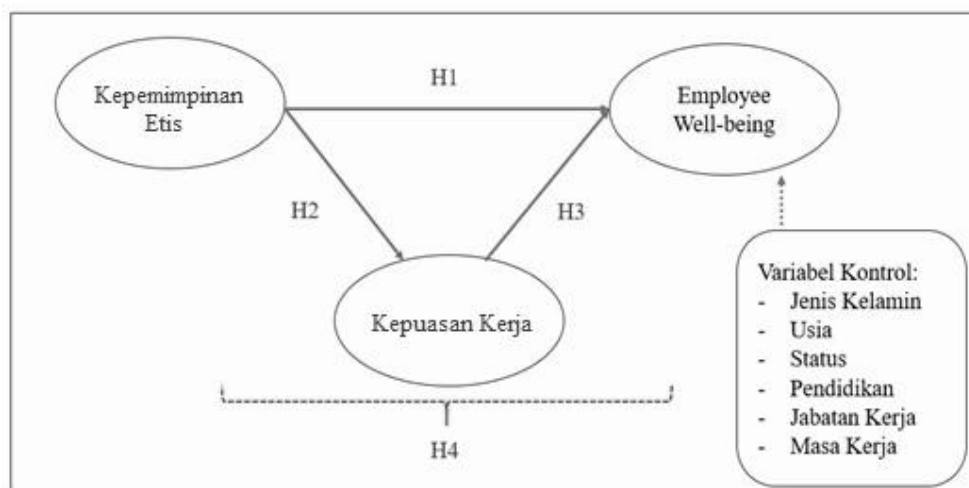 Kepemimpinan
Etis
H1
Employee
Well-being
H2
H3
Kepuasan Kerja
H4
Variabel Kontrol:
- Jenis Kelamin
- Usia
- Status
- Pendidikan
- Jabatan Kerja
- Masa Kerja